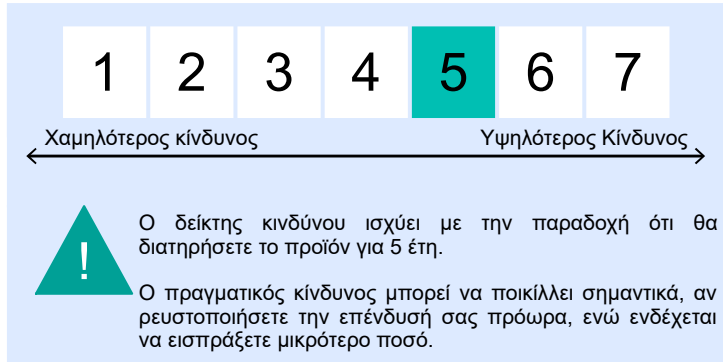 1 2 3 4 5 6 7
Χαμηλότερος κίνδυνος Υψηλότερος Κίνδυνος
! Ο δείκτης κινδύνου ισχύει με την παραδοχή ότι θα
διατηρήσετε το προϊόν για 5 έτη.
Ο πραγματικός κίνδυνος μπορεί να ποικίλλει σημαντικά, αν
ρευστοποιήσετε την επένδυσή σας πρόωρα, ενώ ενδέχεται
να εισπράξετε μικρότερο ποσό.